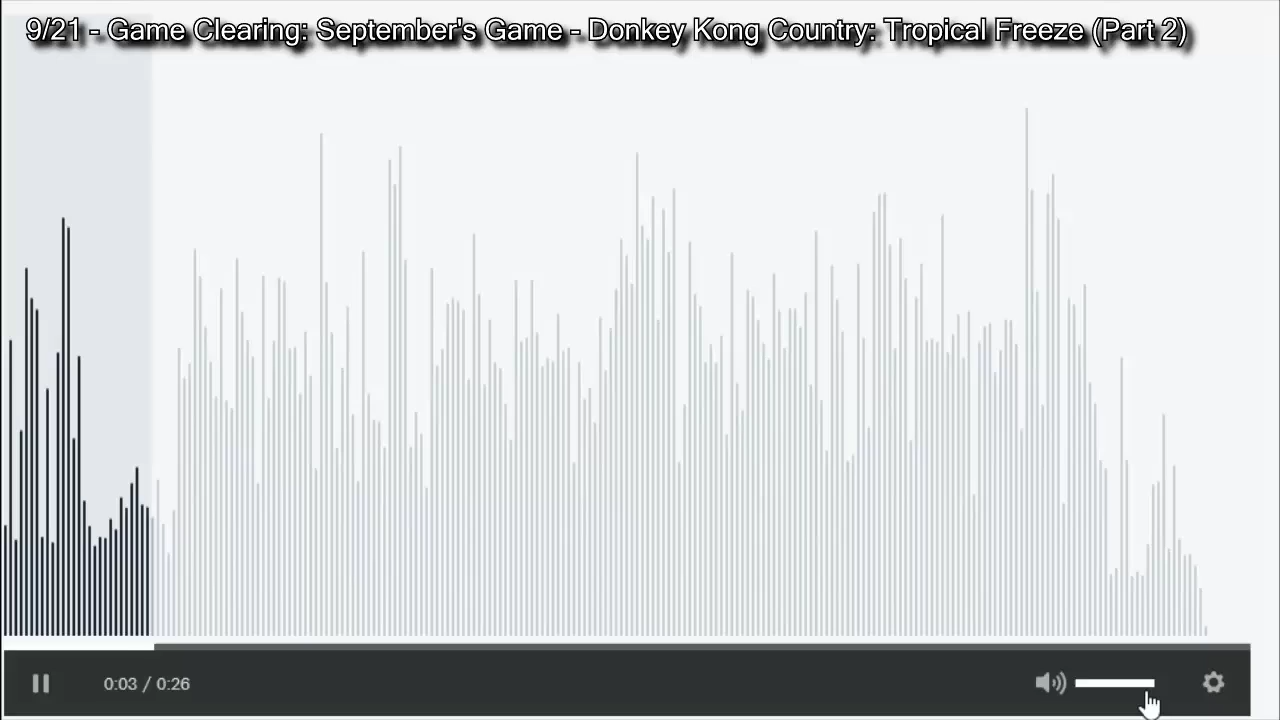 9/21 - Game Clearing: September's Game - Donkey Kong Country: Tropical Freeze (Part 2)
0:03 / 0:26